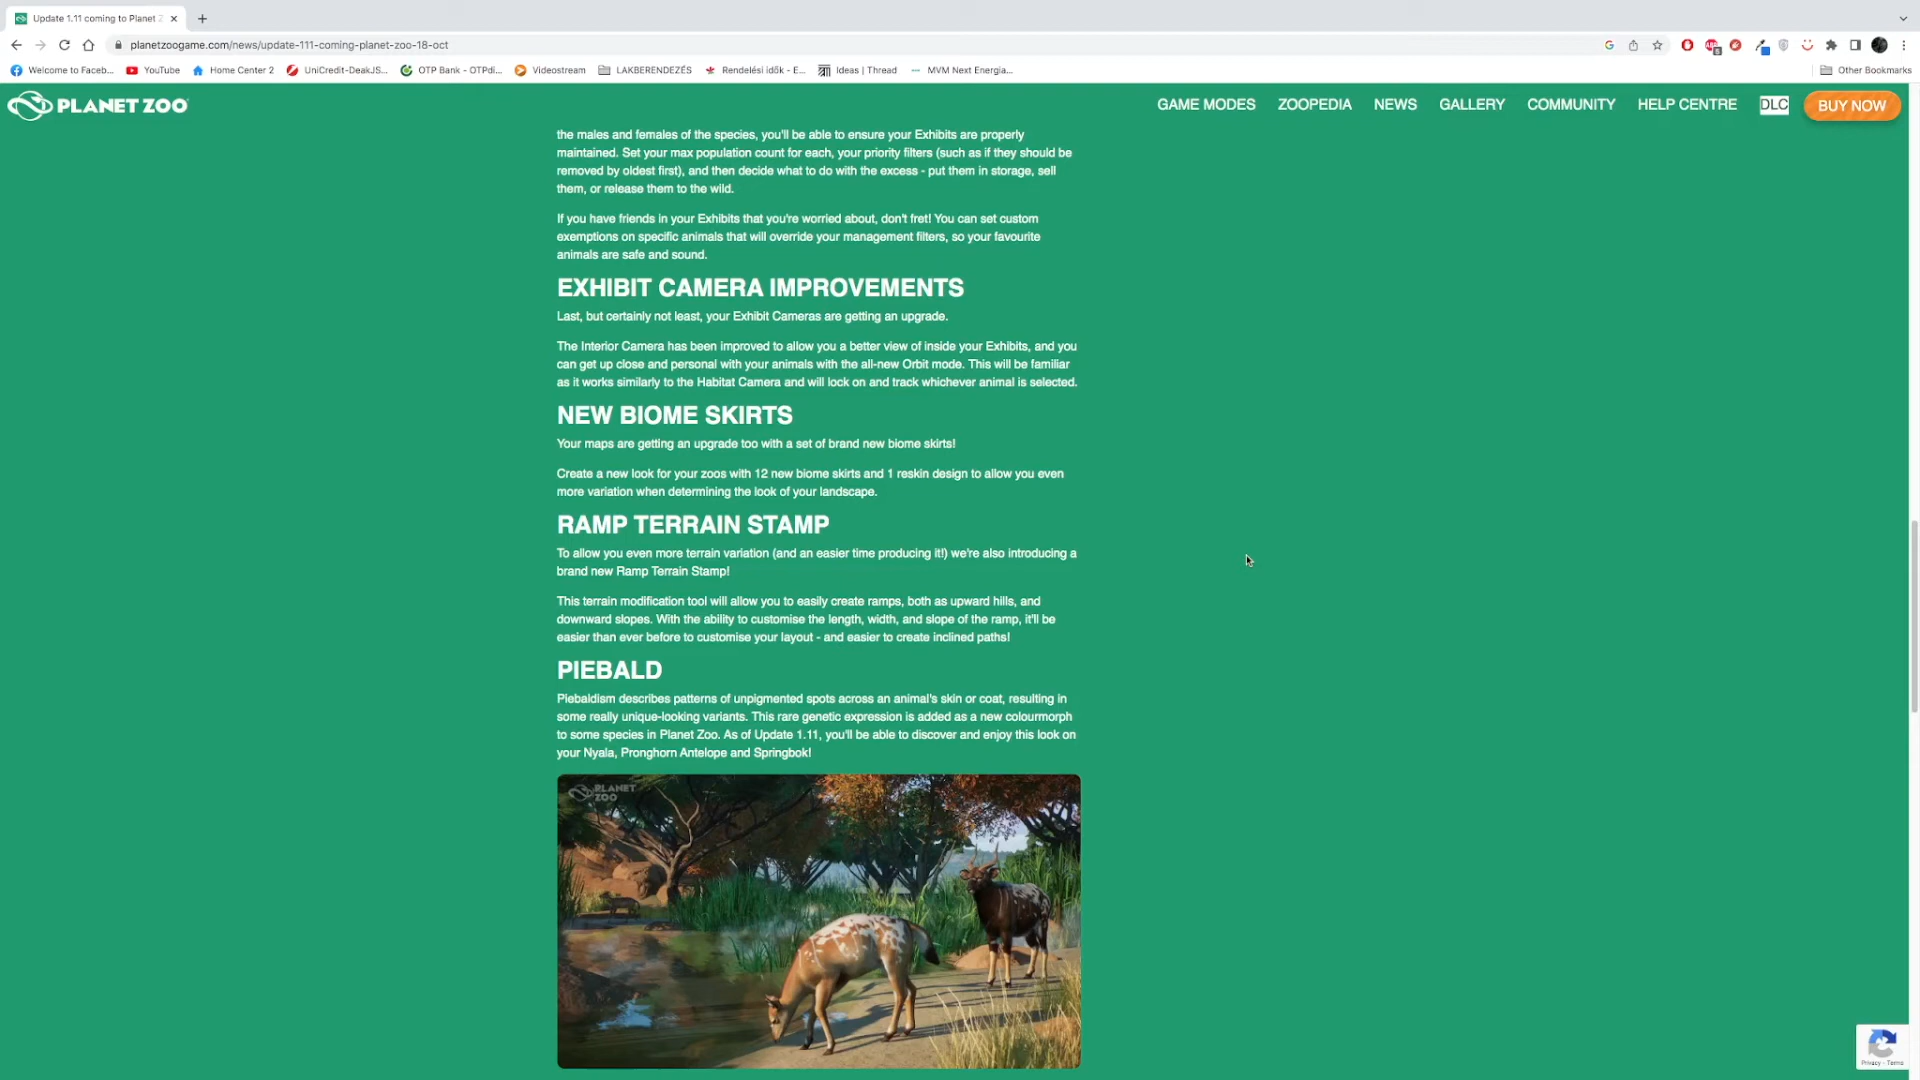 Update 1.11 coming to Planet Z
planetzoogame.com/news/update-111-coming-planet-zoo-18-oct
Welcome to Faceb...
YouTube
Home Center 2
UniCredit-DeakJS...
OTP Bank - OTPdi...
Videostream
LAKBERENDEZÉS
Rendelési idők - E...
Ideas | Thread
MVM Next Energia...
Other Bookmarks
PLANET ZOO
GAME MODES
ZOOPEDIA
NEWS
GALLERY
COMMUNITY
HELP CENTRE
DLC
BUY NOW
the males and females of the species, you'll be able to ensure your Exhibits are properly
maintained. Set your max population count for each, your priority filters (such as if they should be
removed by oldest first), and then decide what to do with the excess - put them in storage, sell
them, or release them to the wild.
If you have friends in your Exhibits that you're worried about, don't fret! You can set custom
exemptions on specific animals that will override your management filters, so your favourite
animals are safe and sound.
EXHIBIT CAMERA IMPROVEMENTS
Last, but certainly not least, your Exhibit Cameras are getting an upgrade.
The Interior Camera has been improved to allow you a better view of inside your Exhibits, and you
can get up close and personal with your animals with the all-new Orbit mode. This will be familiar
as it works similarly to the Habitat Camera and will lock on and track whichever animal is selected.
NEW BIOME SKIRTS
Your maps are getting an upgrade too with a set of brand new biome skirts!
Create a new look for your zoos with 12 new biome skirts and 1 reskin design to allow you even
more variation when determining the look of your landscape.
RAMP TERRAIN STAMP
To allow you even more terrain variation (and an easier time producing it!) we're also introducing a
brand new Ramp Terrain Stamp!
This terrain modification tool will allow you to easily create ramps, both as upward hills, and
downward slopes. With the ability to customise the length, width, and slope of the ramp, it'll be
easier than ever before to customise your layout - and easier to create inclined paths!
PIEBALD
Piebaldism describes patterns of unpigmented spots across an animal's skin or coat, resulting in
some really unique-looking variants. This rare genetic expression is added as a new colourmorph
to some species in Planet Zoo. As of Update 1.11, you'll be able to discover and enjoy this look on
your Nyala, Pronghorn Antelope and Springbok!
PLANET
ZOO
Privacy - Terms